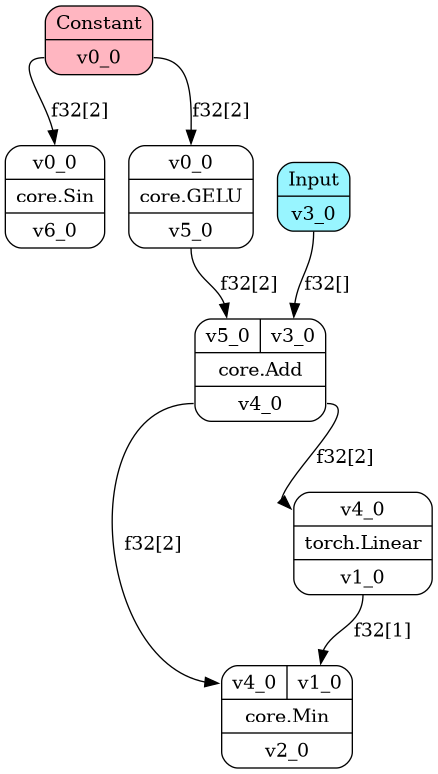 Constant
v0_0
f32[2]
f32[2]
v0_0
core.Sin
v6_0
v0_0
core.GELU
v5_0
Input
v3_0
f32[2]
f32[]
v5_0 v3_0
core.Add
v4_0
f32[2]
f32[2]
v4_0
torch.Linear
v1_0
f32[1]
v4_0 v1_0
core.Min
v2_0